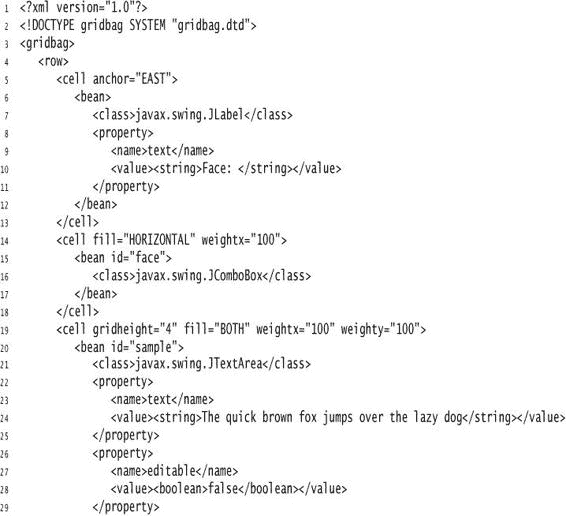 1 <?xml version="1.0"?>
2 <!DOCTYPE gridbag SYSTEM "gridbag.dtd">
3 <gridbag>
4 <row>
5 <cell anchor="EAST">
6 <bean>
7 <class>javax.swing.JLabel</class>
8 <property>
9 <name>text</name>
10 <value><string>Face: </string></value>
11 </property>
12 </bean>
13 </cell>
14 <cell fill="HORIZONTAL" weightx="100">
15 <bean id="face">
16 <class>javax.swing.JComboBox</class>
17 </bean>
18 </cell>
19 <cell gridheight="4" fill="BOTH" weightx="100" weighty="100">
20 <bean id="sample">
21 <class>javax.swing.JTextArea</class>
22 <property>
23 <name>text</name>
24 <value><string>The quick brown fox jumps over the lazy dog</string></value>
25 </property>
26 <property>
27 <name>editable</name>
28 <value><boolean>false</boolean></value>
29 </property>